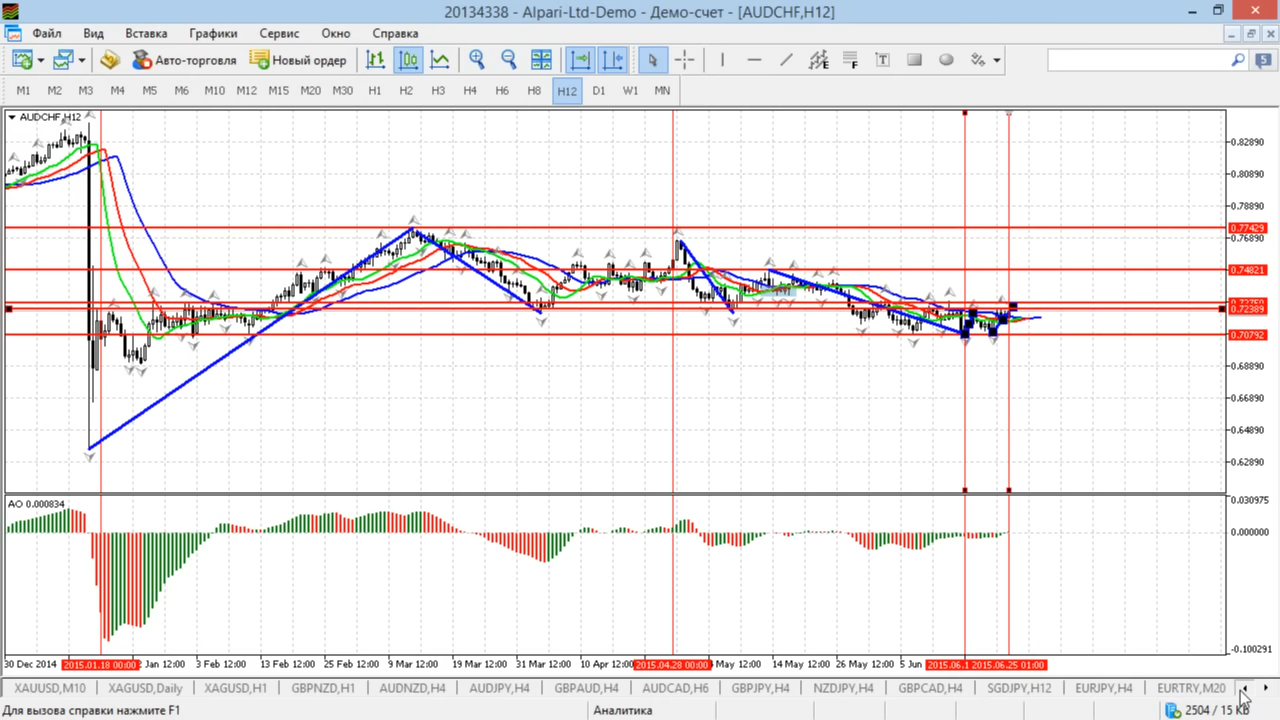 20134338 - Alpari-Ltd-Demo - Демо-счет - [AUDCHF,H12]
Файл Вид Вставка Графики Сервис Окно Справка
Авто-торговля Новый ордер E F T 5
M1 M2 M3 M4 M5 M6 M10 M12 M15 M20 M30 H1 H2 H3 H4 H6 H8 H12 D1 W1 MN
AUDCHF,H12
0.82890
0.80890
0.78890
0.77429
0.76890
0.74821
0.72389
0.70792
0.68890
0.66890
0.64890
0.62890
AO 0.000834
0.030975
0.000000
-0.100291
30 Dec 2014 2015.01.18 00:00 Jan 12:00 3 Feb 12:00 13 Feb 12:00 25 Feb 12:00 9 Mar 12:00 19 Mar 12:00 31 Mar 12:00 10 Apr 12:00 2015.04.28 00:00 May 12:00 14 May 12:00 26 May 12:00 5 Jun 2015.06.1 2015.06.25 01:00
XAUUSD,M10 XAGUSD,Daily XAGUSD,H1 GBPNZD,H1 AUDNZD,H4 AUDJPY,H4 GBPAUD,H4 AUDCAD,H6 GBPJPY,H4 NZDJPY,H4 GBPCAD,H4 SGDJPY,H12 EURJPY,H4 EURTRY,M20
Для вызова справки нажмите F1 Аналитика 2504 / 15 Kb